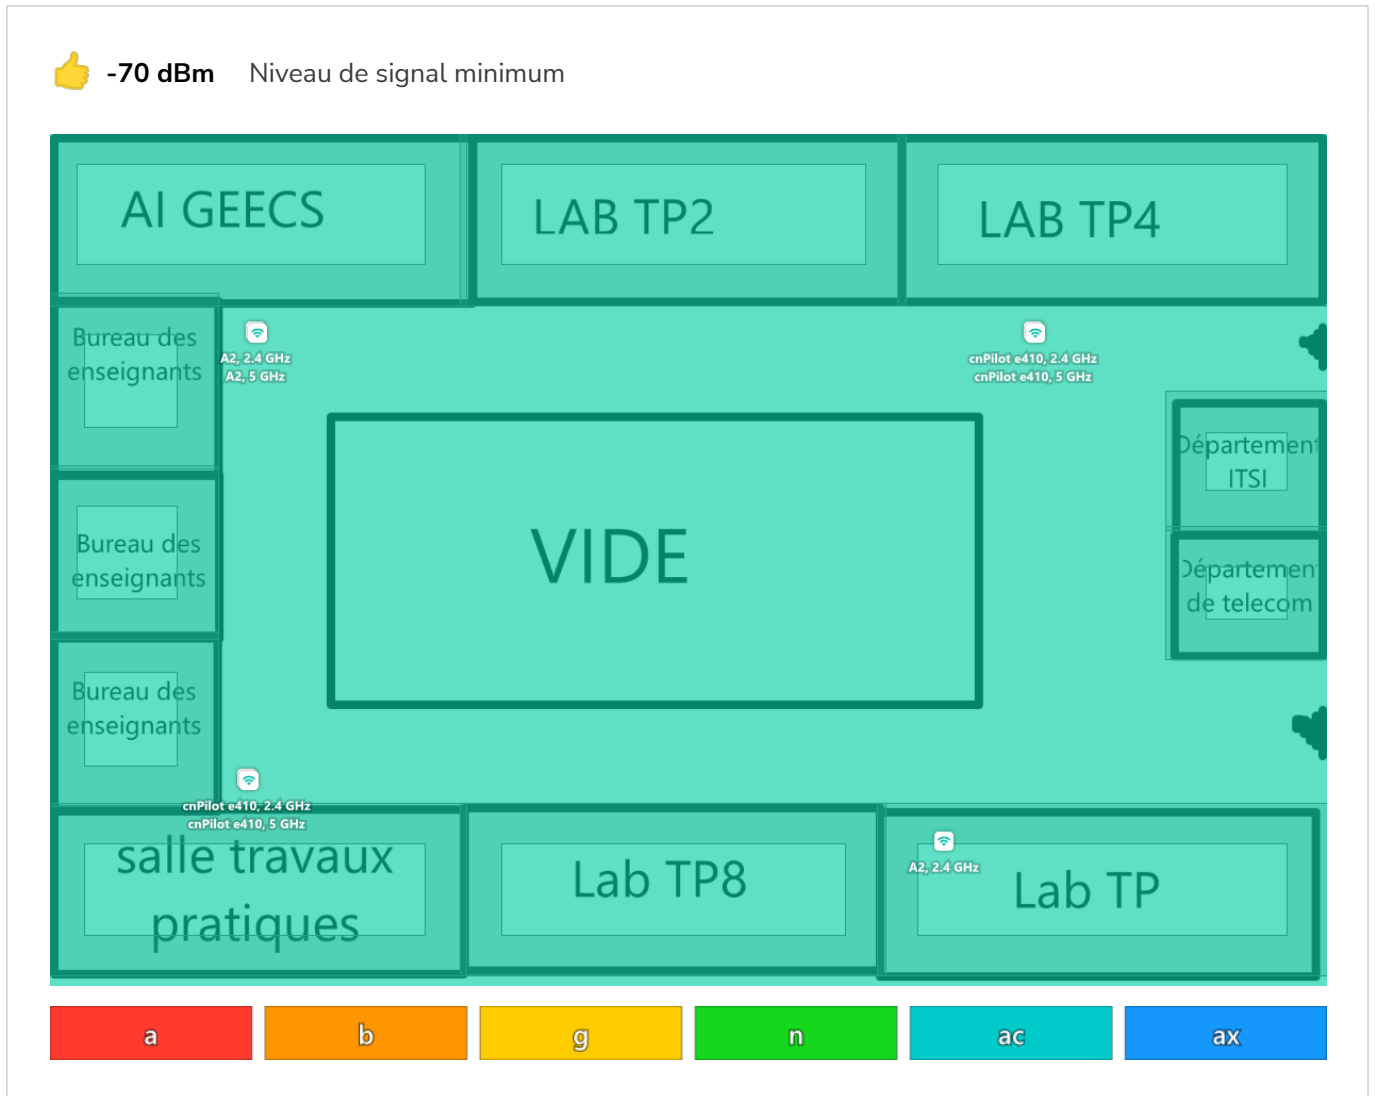 -70 dBm Niveau de signal minimum
AI GEECS
LAB TP2
LAB TP4
Bureau des
enseignants
A2, 2.4 GHz
A2, 5 GHz
cnPilot e410, 2.4 GHz
cnPilot e410, 5 GHz
Département
ITSI
VIDE
Bureau des
enseignants
Départemen
de telecom
Bureau des
enseignants
cnPilot e410, 2.4 GHz
cnPilot e410, 5 GHz
salle travaux
pratiques
Lab TP8
A2, 2.4 GHz
Lab TP
a b g n ac ax